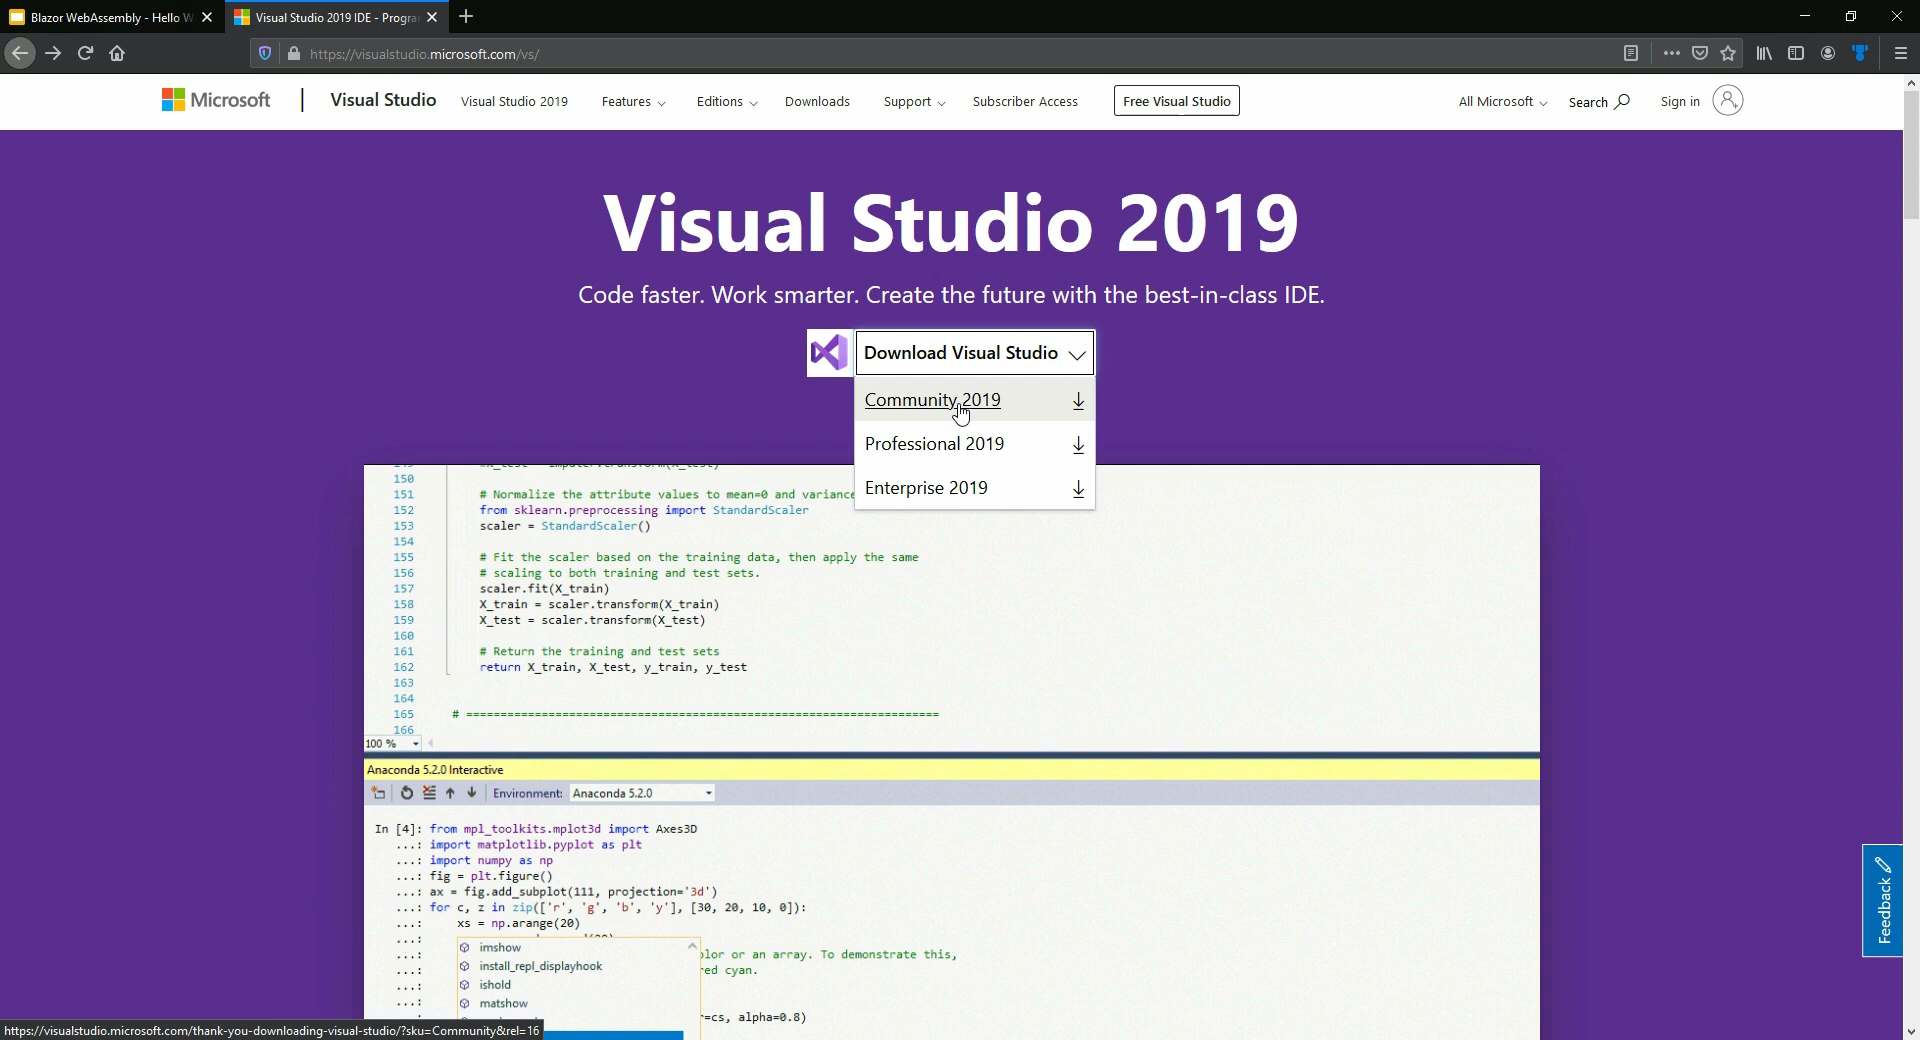 Blazor WebAssembly - Hello W
Visual Studio 2019 IDE - Progra
https://visualstudio.microsoft.com/vs/
Microsoft
Visual Studio
Visual Studio 2019
Features
Editions
Downloads
Support
Subscriber Access
Free Visual Studio
All Microsoft
Search
Sign in
Visual Studio 2019
Code faster. Work smarter. Create the future with the best-in-class IDE.
Download Visual Studio
Community 2019
Professional 2019
Enterprise 2019
150
151 # Normalize the attribute values to mean=0 and variance
152 from sklearn.preprocessing import StandardScaler
153 scaler = StandardScaler()
154
155 # Fit the scaler based on the training data, then apply the same
156 # scaling to both training and test sets.
157 scaler.fit(X_train)
158 X_train = scaler.transform(X_train)
159 X_test = scaler.transform(X_test)
160
161 # Return the training and test sets
162 return X_train, X_test, y_train, y_test
163
164
165 # =====================================================================
166
100 %
Anaconda 5.2.0 Interactive
Environment: Anaconda 5.2.0
In [4]: from mpl_toolkits.mplot3d import Axes3D
...: import matplotlib.pyplot as plt
...: import numpy as np
...: fig = plt.figure()
...: ax = fig.add_subplot(111, projection='3d')
...: for c, z in zip(['r', 'g', 'b', 'y'], [30, 20, 10, 0]):
...: xs = np.arange(20)
...:
...: imshow olor or an array. To demonstrate this,
...: install_repl_displayhook red cyan.
...: ishold
...: matshow
=cs, alpha=0.8)
Feedback
https://visualstudio.microsoft.com/thank-you-downloading-visual-studio/?sku=Community&rel=16